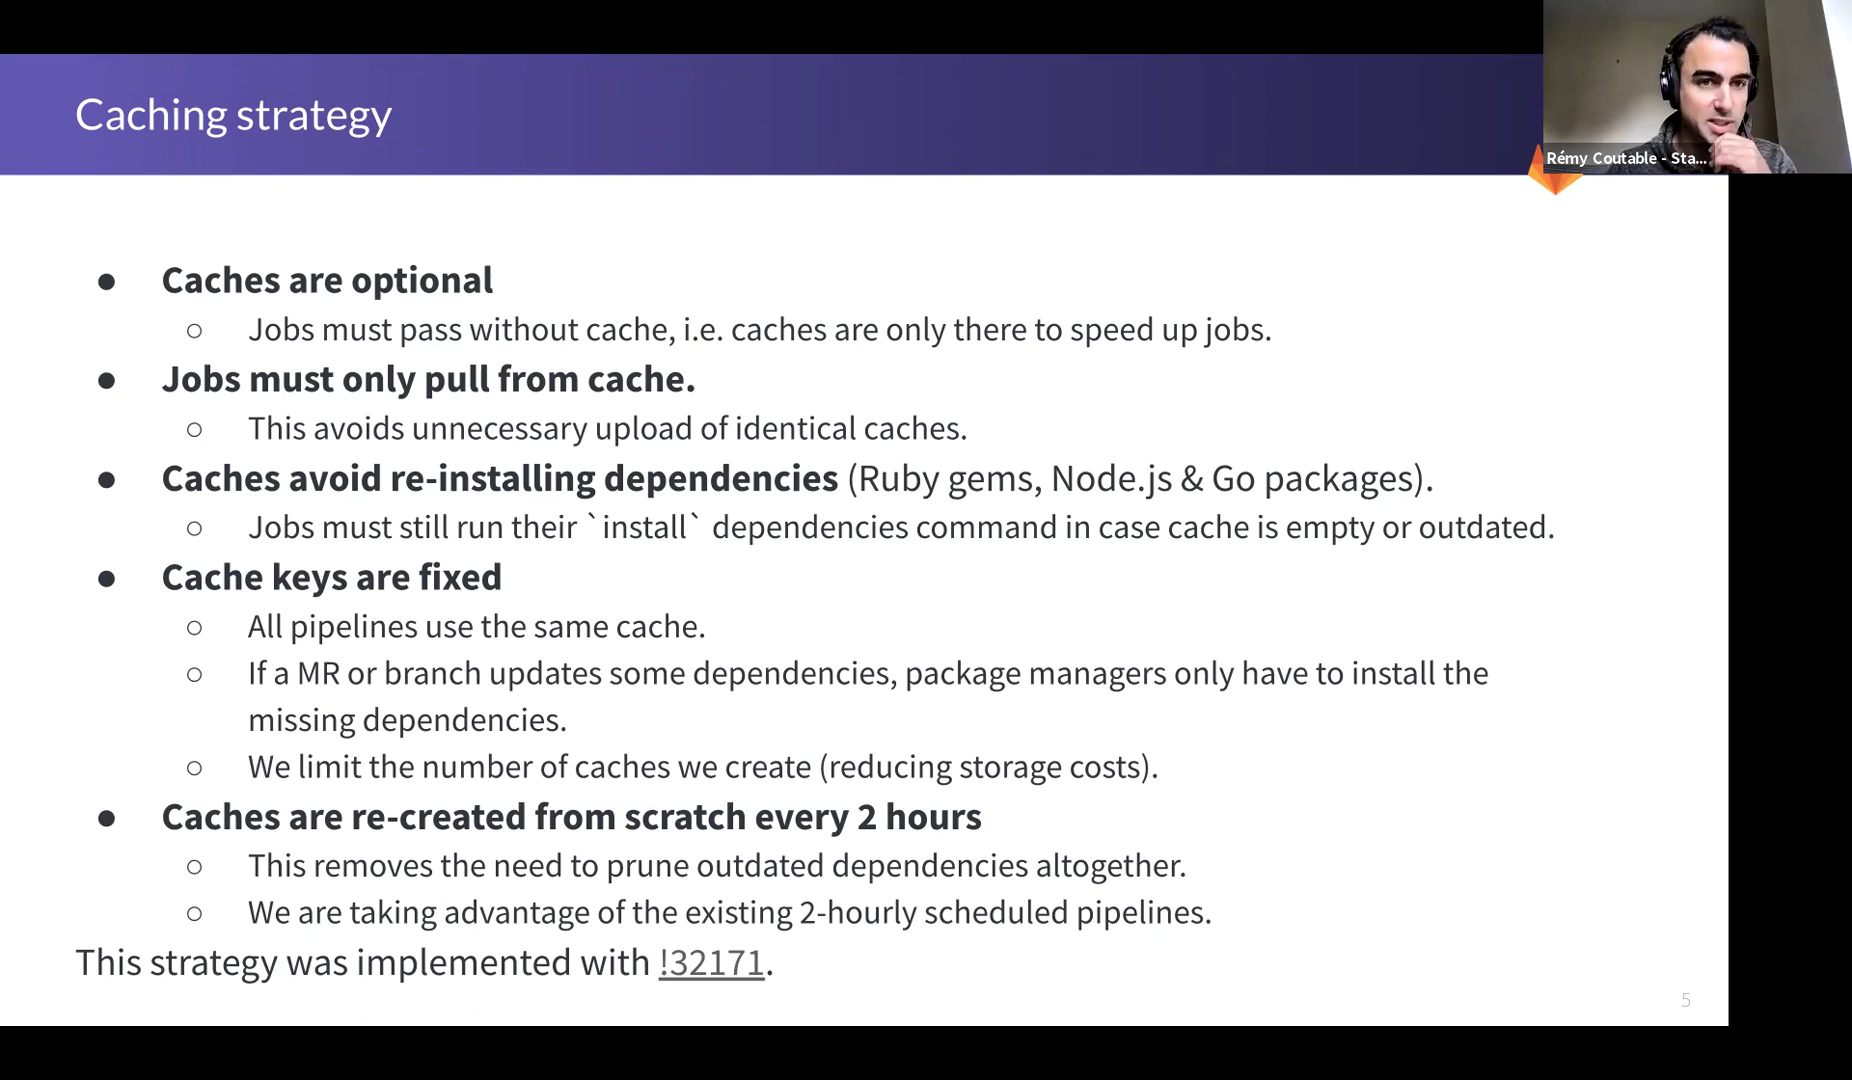 Caching strategy
Rémy Coutable - Sta...
● Caches are optional
○ Jobs must pass without cache, i.e. caches are only there to speed up jobs.
● Jobs must only pull from cache.
○ This avoids unnecessary upload of identical caches.
● Caches avoid re-installing dependencies (Ruby gems, Node.js & Go packages).
○ Jobs must still run their `install` dependencies command in case cache is empty or outdated.
● Cache keys are fixed
○ All pipelines use the same cache.
○ If a MR or branch updates some dependencies, package managers only have to install the
missing dependencies.
○ We limit the number of caches we create (reducing storage costs).
● Caches are re-created from scratch every 2 hours
○ This removes the need to prune outdated dependencies altogether.
○ We are taking advantage of the existing 2-hourly scheduled pipelines.
This strategy was implemented with !32171.
5